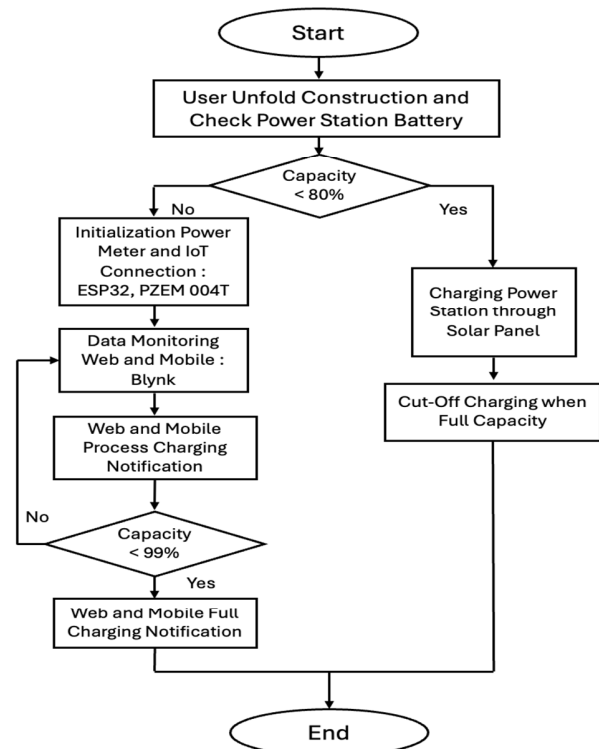 Start
User Unfold Construction and
Check Power Station Battery
Capacity
< 80%
No
Yes
Initialization Power
Meter and IoT
Connection :
ESP32, PZEM 004T
Charging Power
Station through
Solar Panel
Data Monitoring
Web and Mobile :
Blynk
Cut-Off Charging when
Full Capacity
Web and Mobile
Process Charging
Notification
No
Capacity
< 99%
Yes
Web and Mobile Full
Charging Notification
End